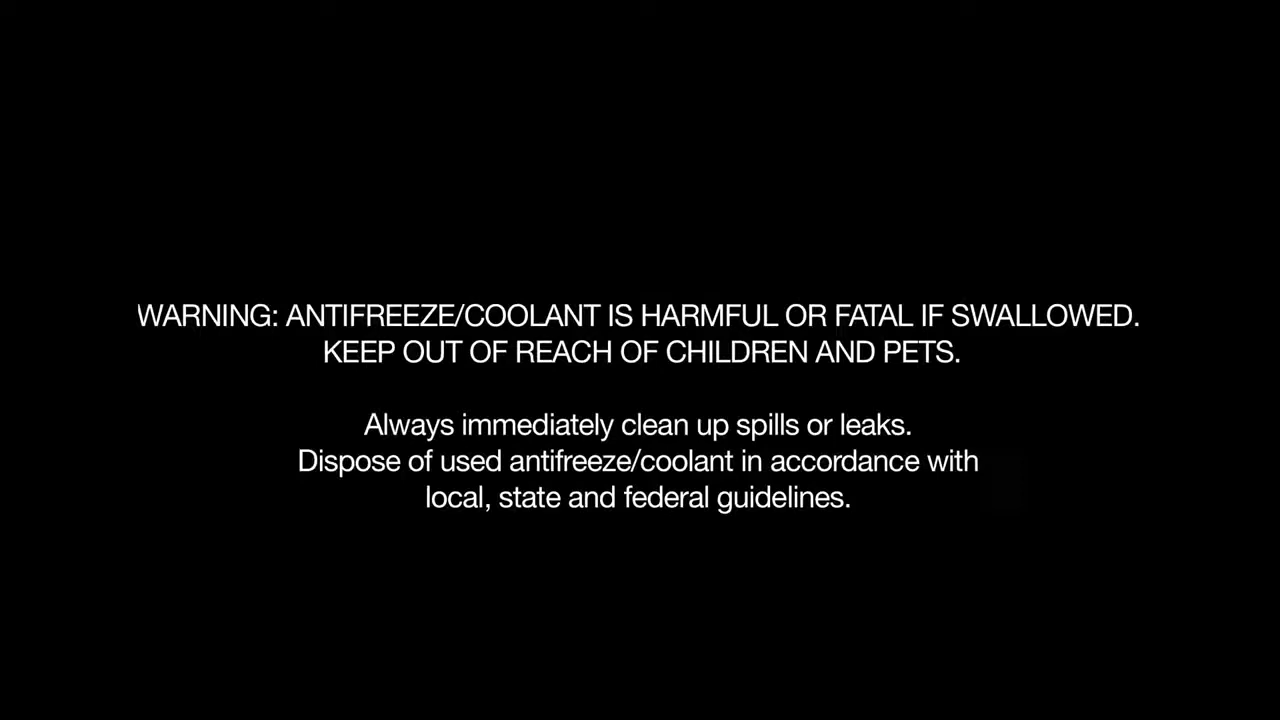 WARNING: ANTIFREEZE/COOLANT IS HARMFUL OR FATAL IF SWALLOWED.
KEEP OUT OF REACH OF CHILDREN AND PETS.
Always immediately clean up spills or leaks.
Dispose of used antifreeze/coolant in accordance with
local, state and federal guidelines.